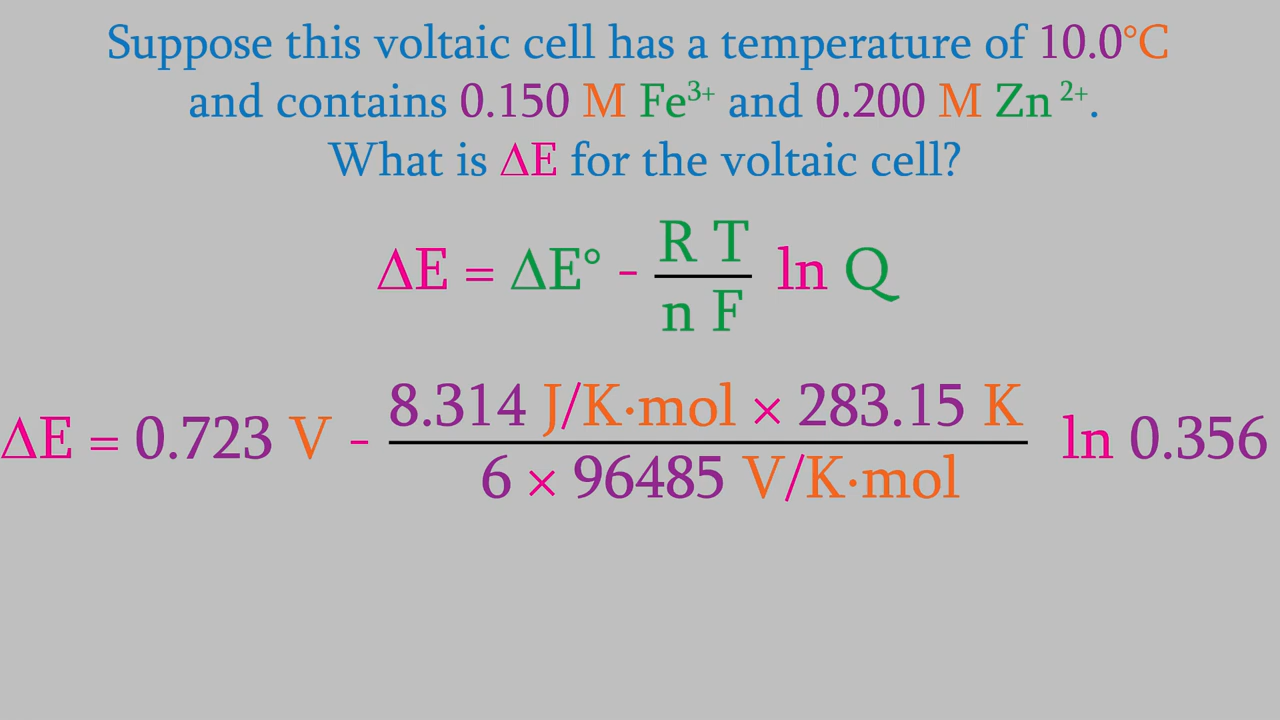 Suppose this voltaic cell has a temperature of 10.0°C
and contains 0.150 M Fe³⁺ and 0.200 M Zn²⁺.
What is ΔE for the voltaic cell?
ΔE = ΔE° - R T / n F ln Q
ΔE = 0.723 V - 8.314 J/K·mol × 283.15 K / 6 × 96485 V/K·mol ln 0.356